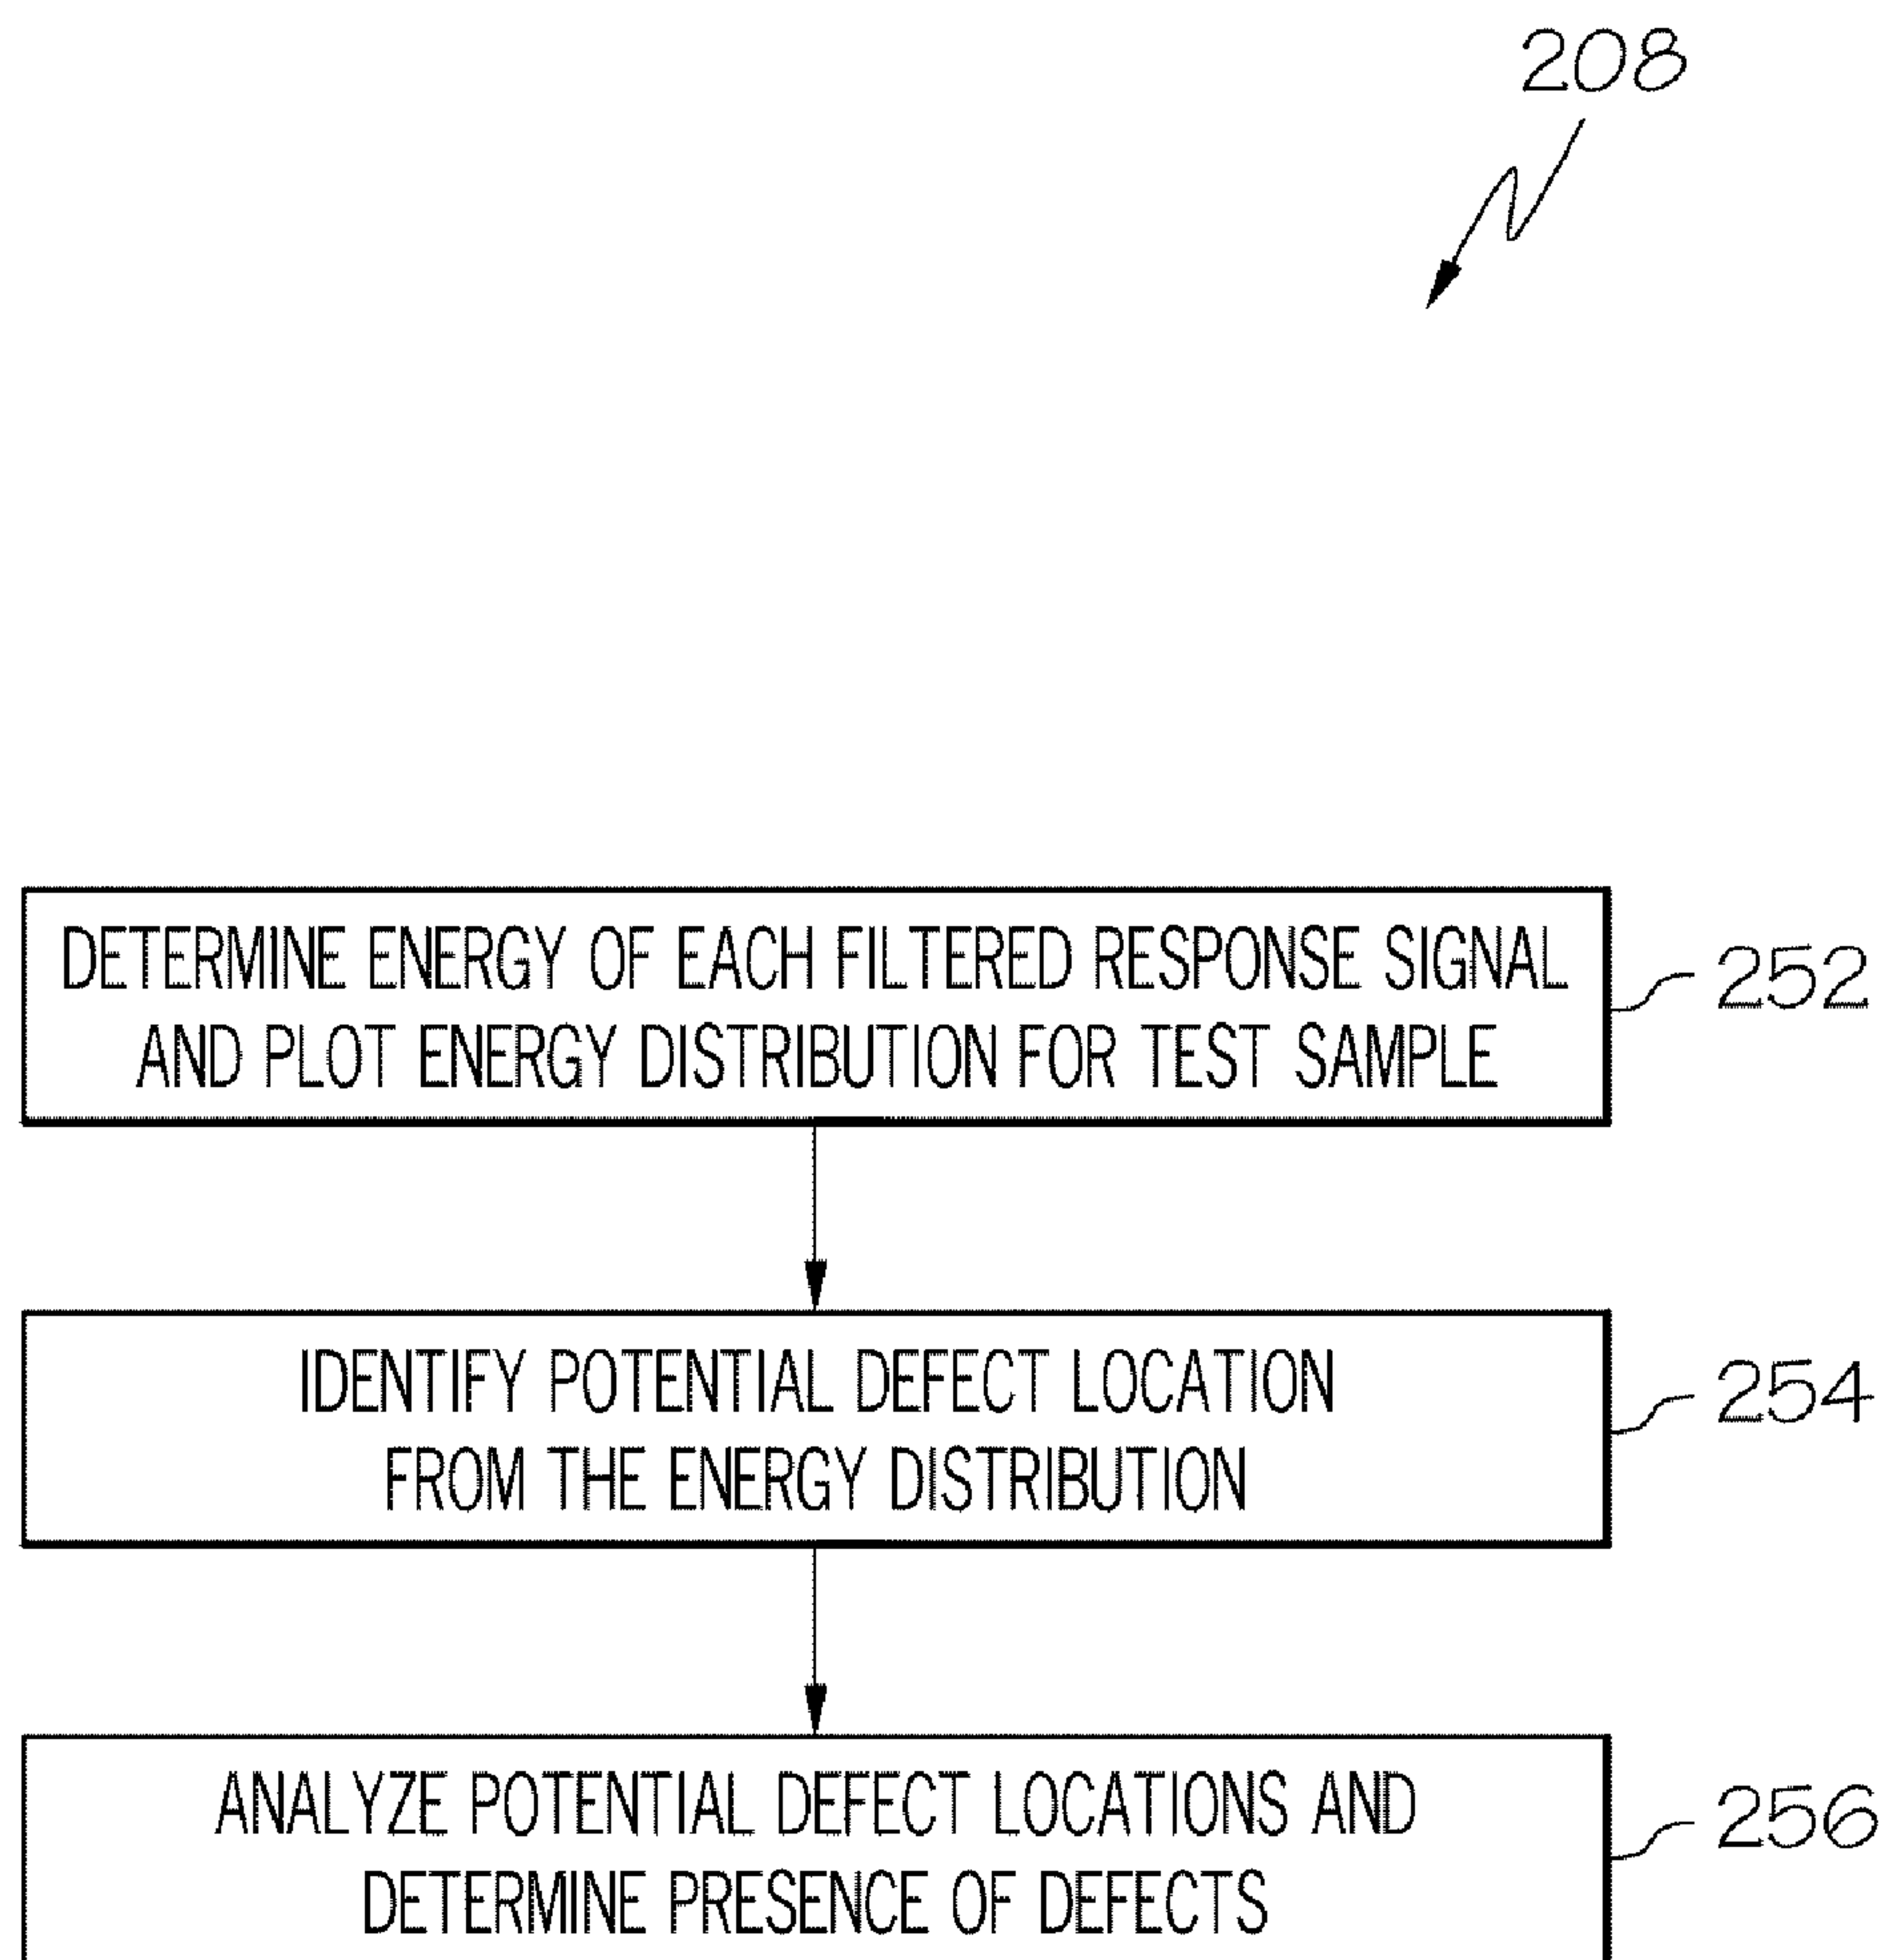 208
DETERMINE ENERGY OF EACH FILTERED RESPONSE SIGNAL
AND PLOT ENERGY DISTRIBUTION FOR TEST SAMPLE
252
IDENTIFY POTENTIAL DEFECT LOCATION
FROM THE ENERGY DISTRIBUTION
254
ANALYZE POTENTIAL DEFECT LOCATIONS AND
DETERMINE PRESENCE OF DEFECTS
256